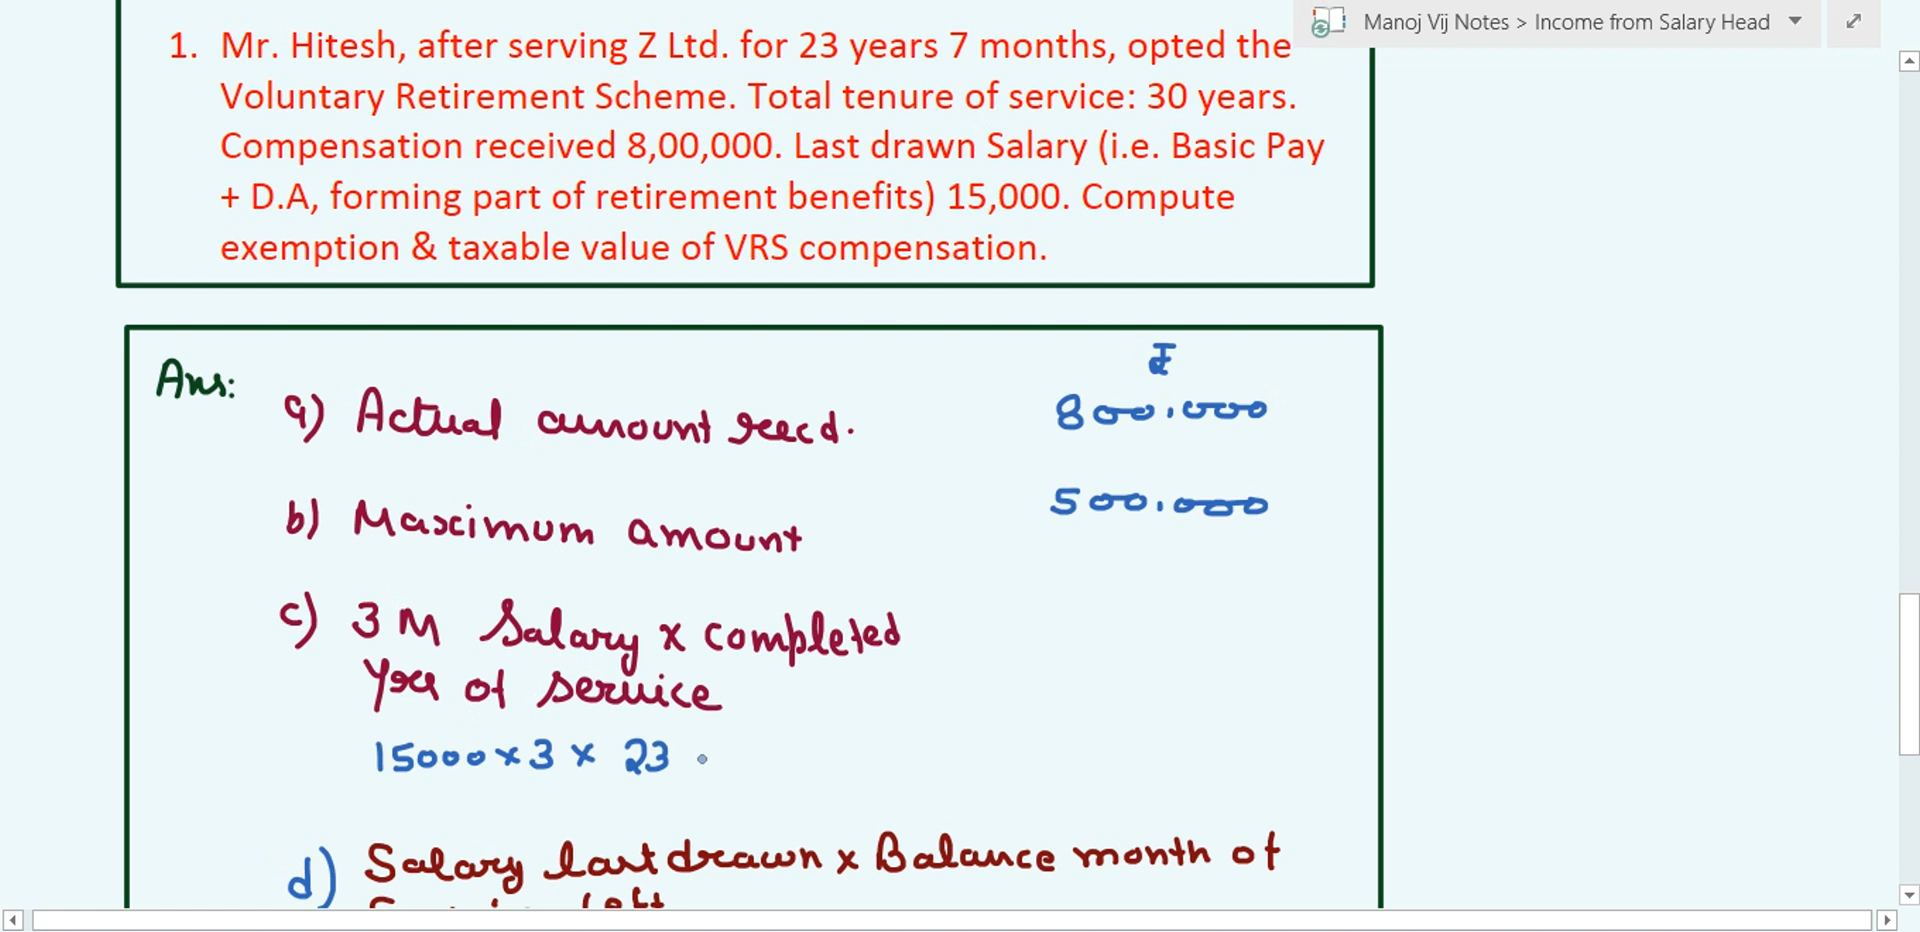 Manoj Vij Notes > Income from Salary Head
1. Mr. Hitesh, after serving Z Ltd. for 23 years 7 months, opted the
Voluntary Retirement Scheme. Total tenure of service: 30 years.
Compensation received 8,00,000. Last drawn Salary (i.e. Basic Pay
+ D.A, forming part of retirement benefits) 15,000. Compute
exemption & taxable value of VRS compensation.
Ans:
₹
a) Actual amount recd. 800.000
b) Maximum amount 500.000
c) 3 M Salary x completed
Year of service
15000 x 3 x 23
d) Salary last drawn x Balance month of
left